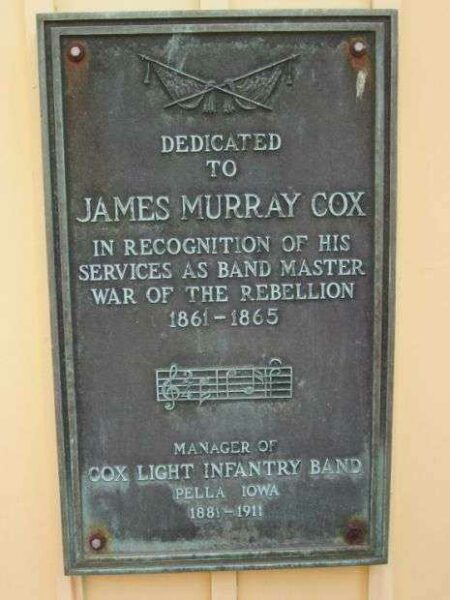 DEDICATED
TO
JAMES MURRAY COX
IN RECOGNITION OF HIS
SERVICES AS BAND MASTER
WAR OF THE REBELLION
1861-1865
MANAGER OF
COX LIGHT INFANTRY BAND
PELLA IOWA
1881-1911